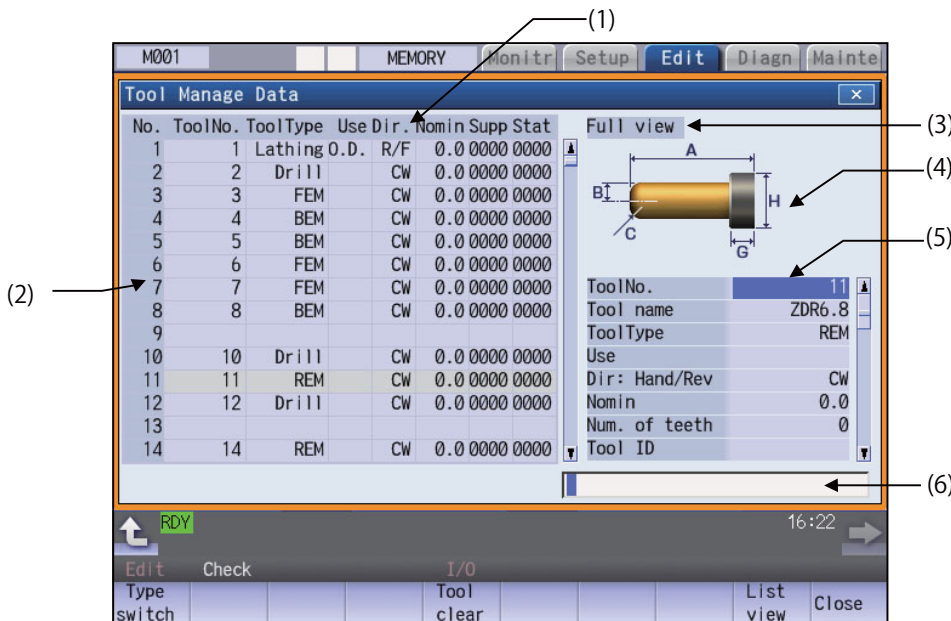 (1)
M001 MEMORY Monitr Setup Edit Diagn Mainte
Tool Manage Data ×
No. ToolNo. ToolType Use Dir. Nomin Supp Stat
1 1 Lathing O.D. R/F 0.0 0000 0000
2 2 Drill CW 0.0 0000 0000
3 3 FEM CW 0.0 0000 0000
4 4 BEM CW 0.0 0000 0000
5 5 BEM CW 0.0 0000 0000
6 6 FEM CW 0.0 0000 0000
7 7 FEM CW 0.0 0000 0000
8 8 BEM CW 0.0 0000 0000
9
10 10 Drill CW 0.0 0000 0000
11 11 REM CW 0.0 0000 0000
12 12 Drill CW 0.0 0000 0000
13
14 14 REM CW 0.0 0000 0000
(2)
Full view
(3)
A
B
C
H
G
(4)
(5)
ToolNo. 11
Tool name ZDR6.8
ToolType REM
Use
Dir: Hand/Rev CW
Nomin 0.0
Num. of teeth 0
Tool ID
(6)
RDY 16:22
Edit Check I/O
Type switch Tool clear List view Close